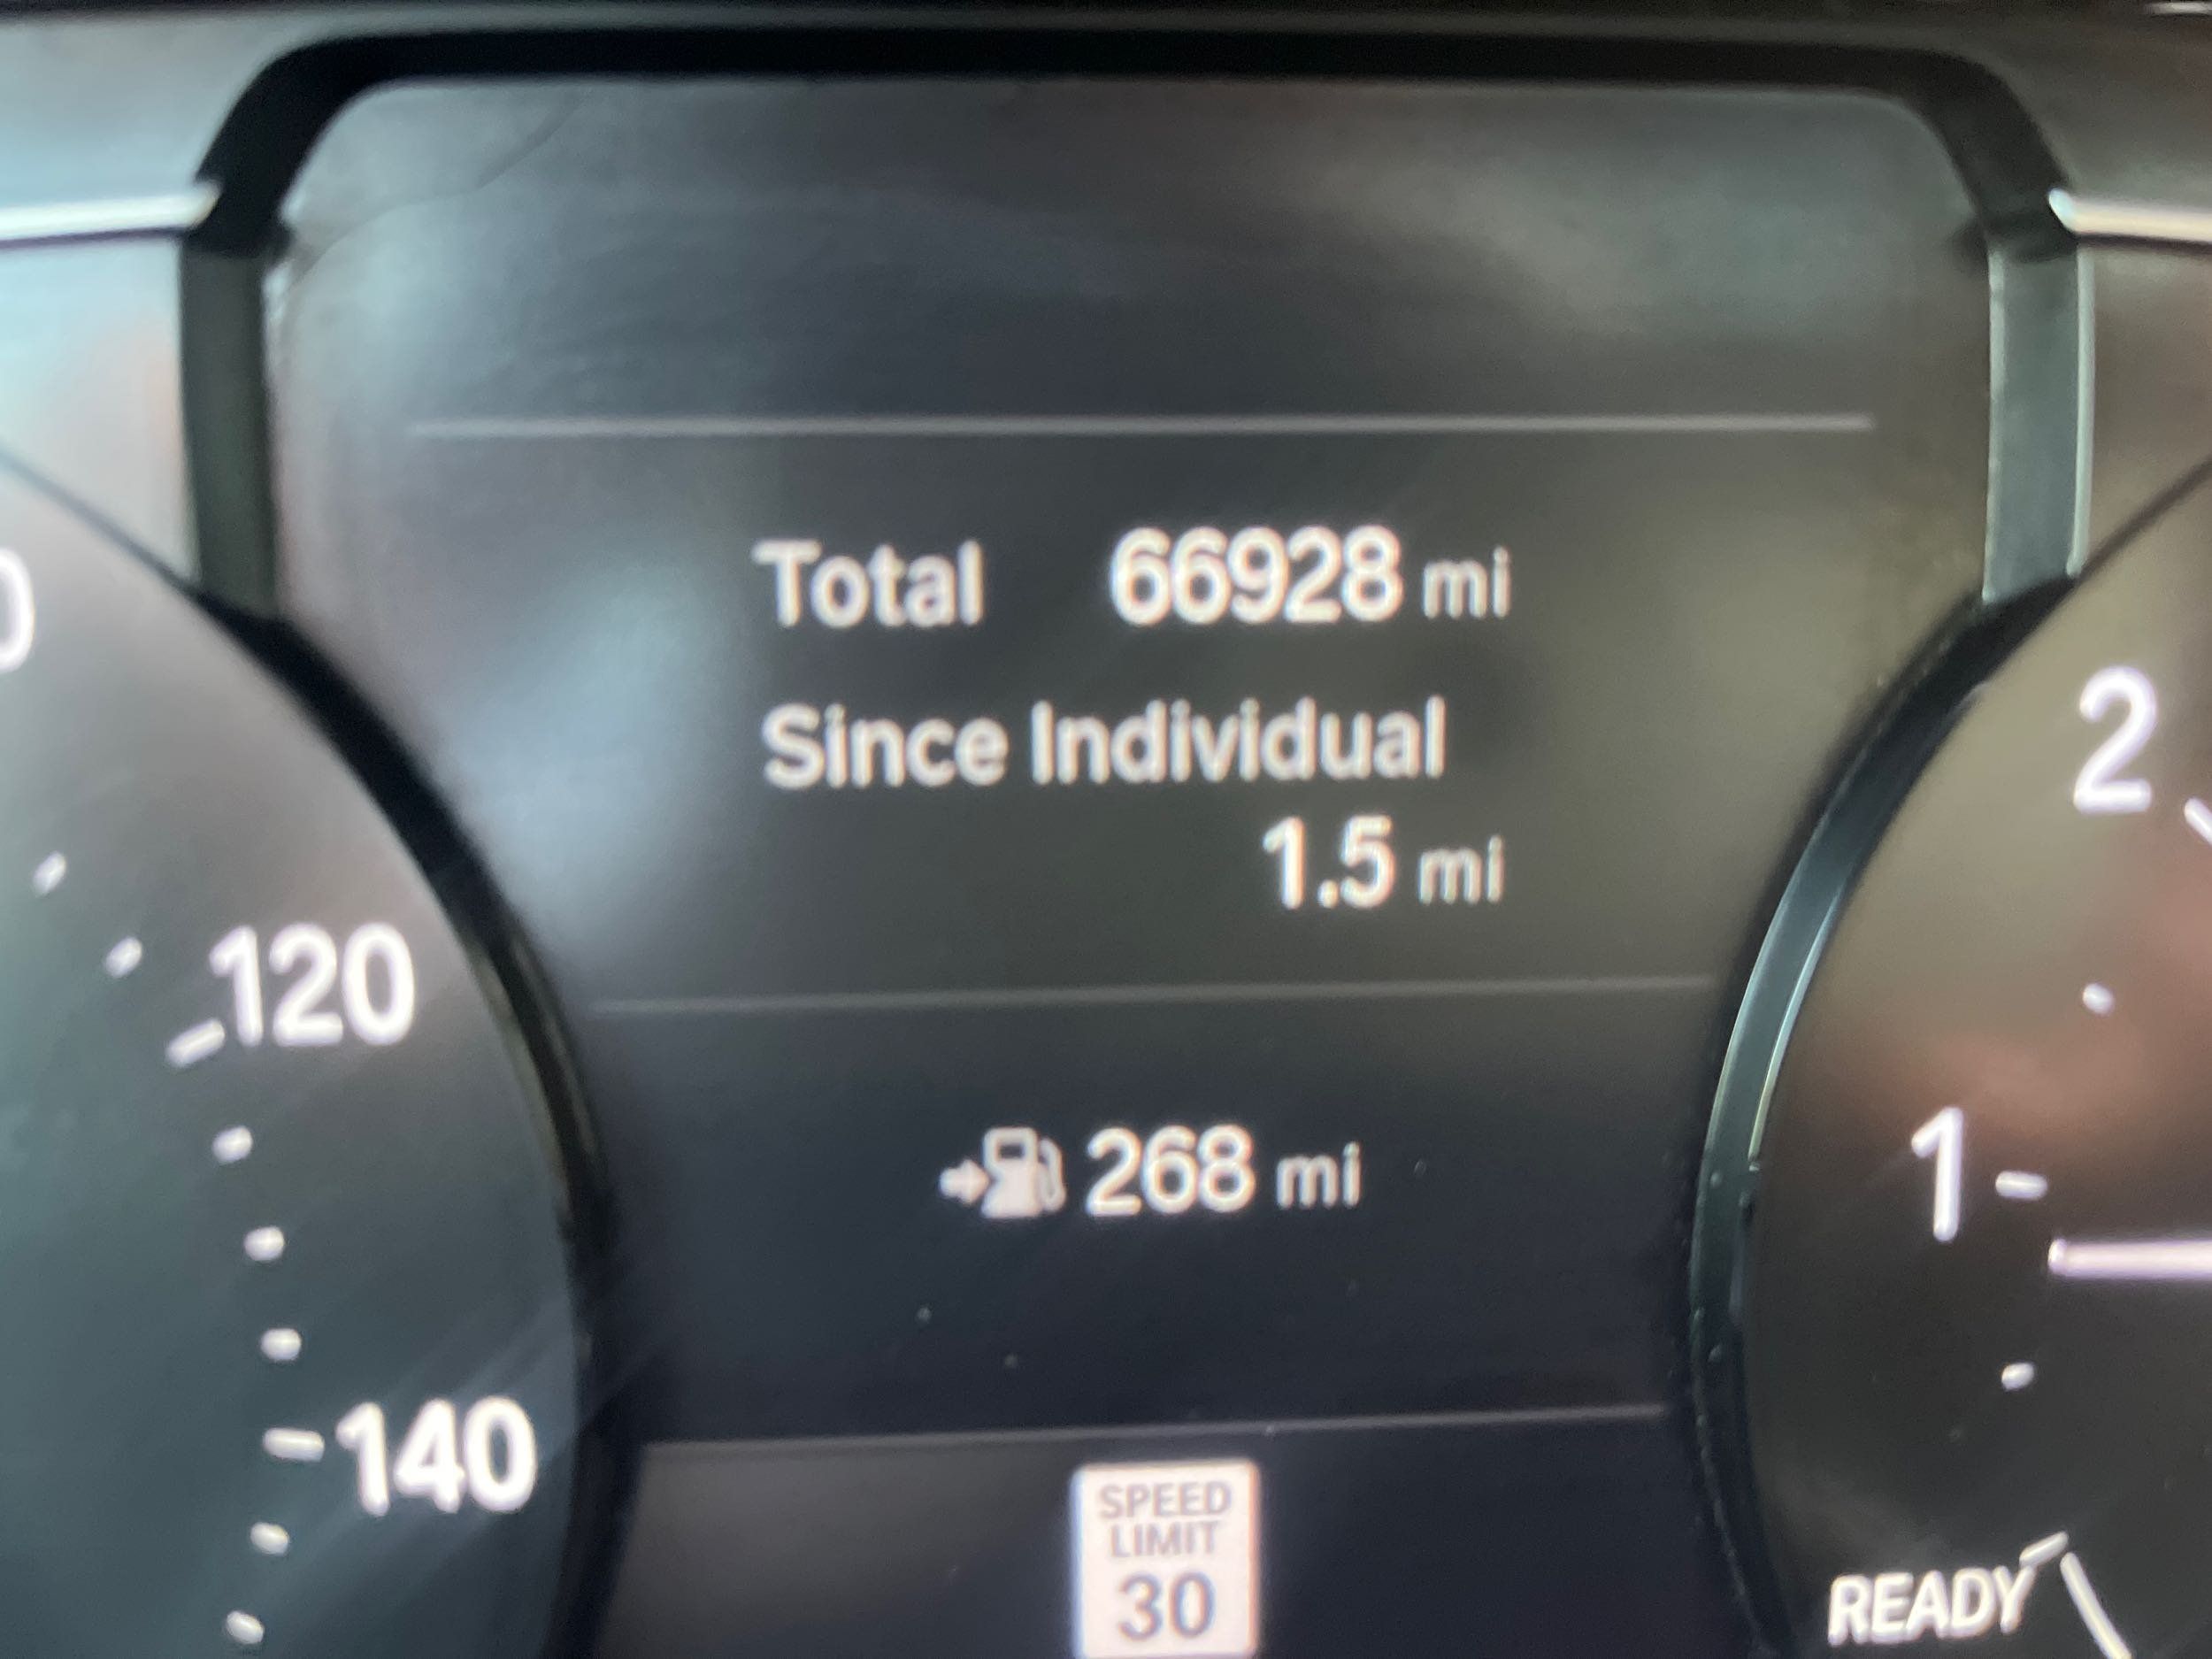 Total 66928 mi
Since Individual
1.5 mi
120
2
268 mi
1
140
SPEED
LIMIT
30
READY